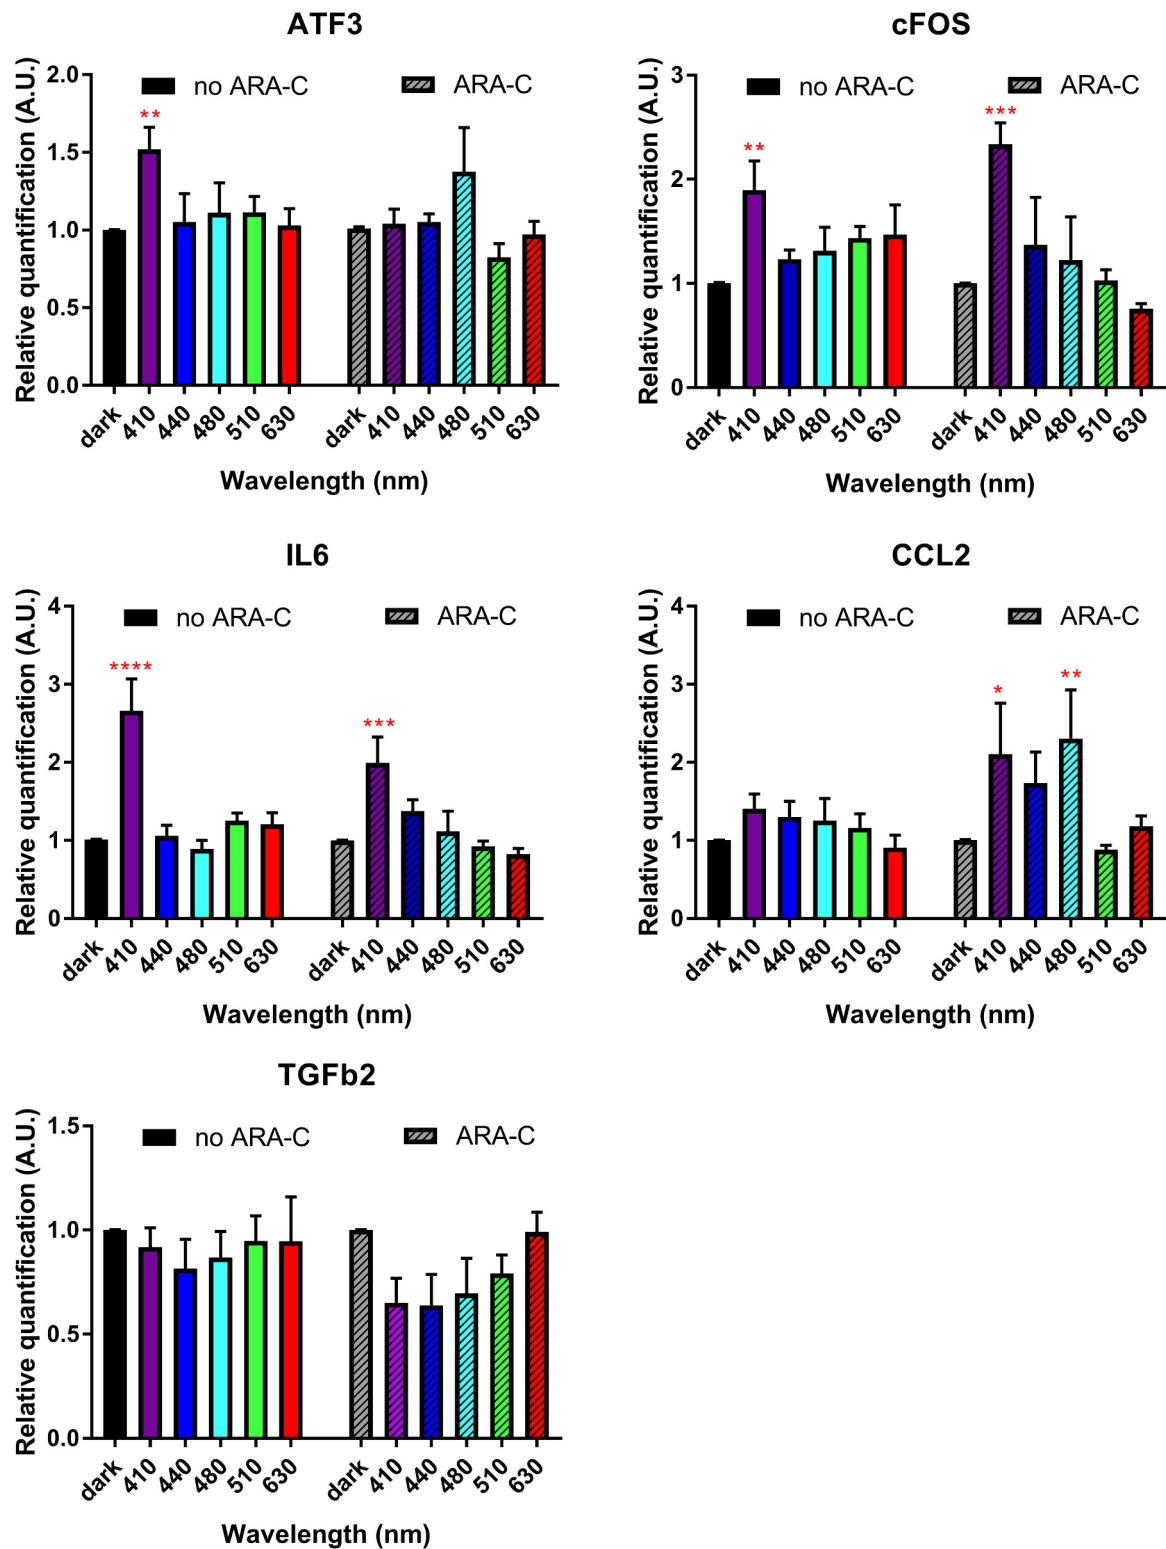 ATF3
Relative quantification (A.U.)
no ARA-C
ARA-C
**
2.0
1.5
1.0
0.5
0.0
dark 410 440 480 510 630 dark 410 440 480 510 630
Wavelength (nm)
cFOS
Relative quantification (A.U.)
no ARA-C
ARA-C
** ***
3
2
1
0
dark 410 440 480 510 630 dark 410 440 480 510 630
Wavelength (nm)
IL6
Relative quantification (A.U.)
no ARA-C
ARA-C
**** ***
4
3
2
1
0
dark 410 440 480 510 630 dark 410 440 480 510 630
Wavelength (nm)
CCL2
Relative quantification (A.U.)
no ARA-C
ARA-C
* **
4
3
2
1
0
dark 410 440 480 510 630 dark 410 440 480 510 630
Wavelength (nm)
TGFb2
Relative quantification (A.U.)
no ARA-C
ARA-C
1.5
1.0
0.5
0.0
dark 410 440 480 510 630 dark 410 440 480 510 630
Wavelength (nm)